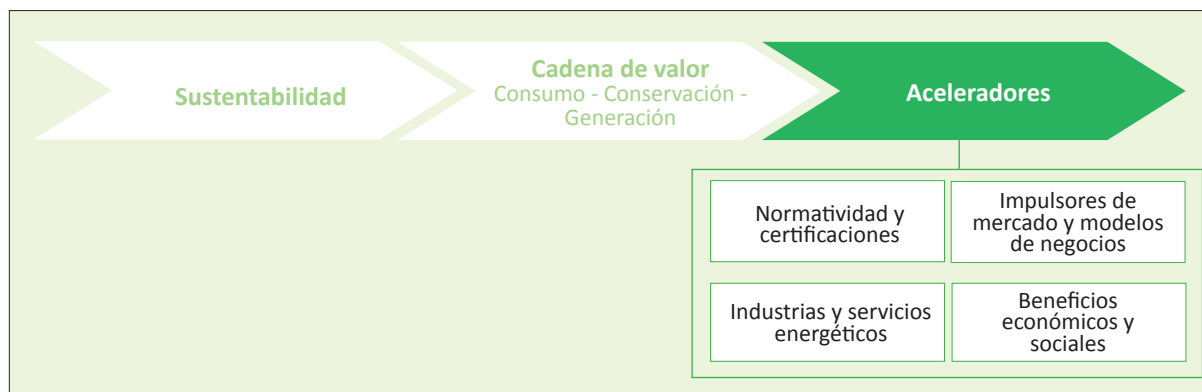 Sustentabilidad
Cadena de valor
Consumo - Conservación -
Generación
Aceleradores
Normatividad y
certificaciones
Impulsores de
mercado y modelos
de negocios
Industrias y servicios
energéticos
Beneficios
económicos y
sociales